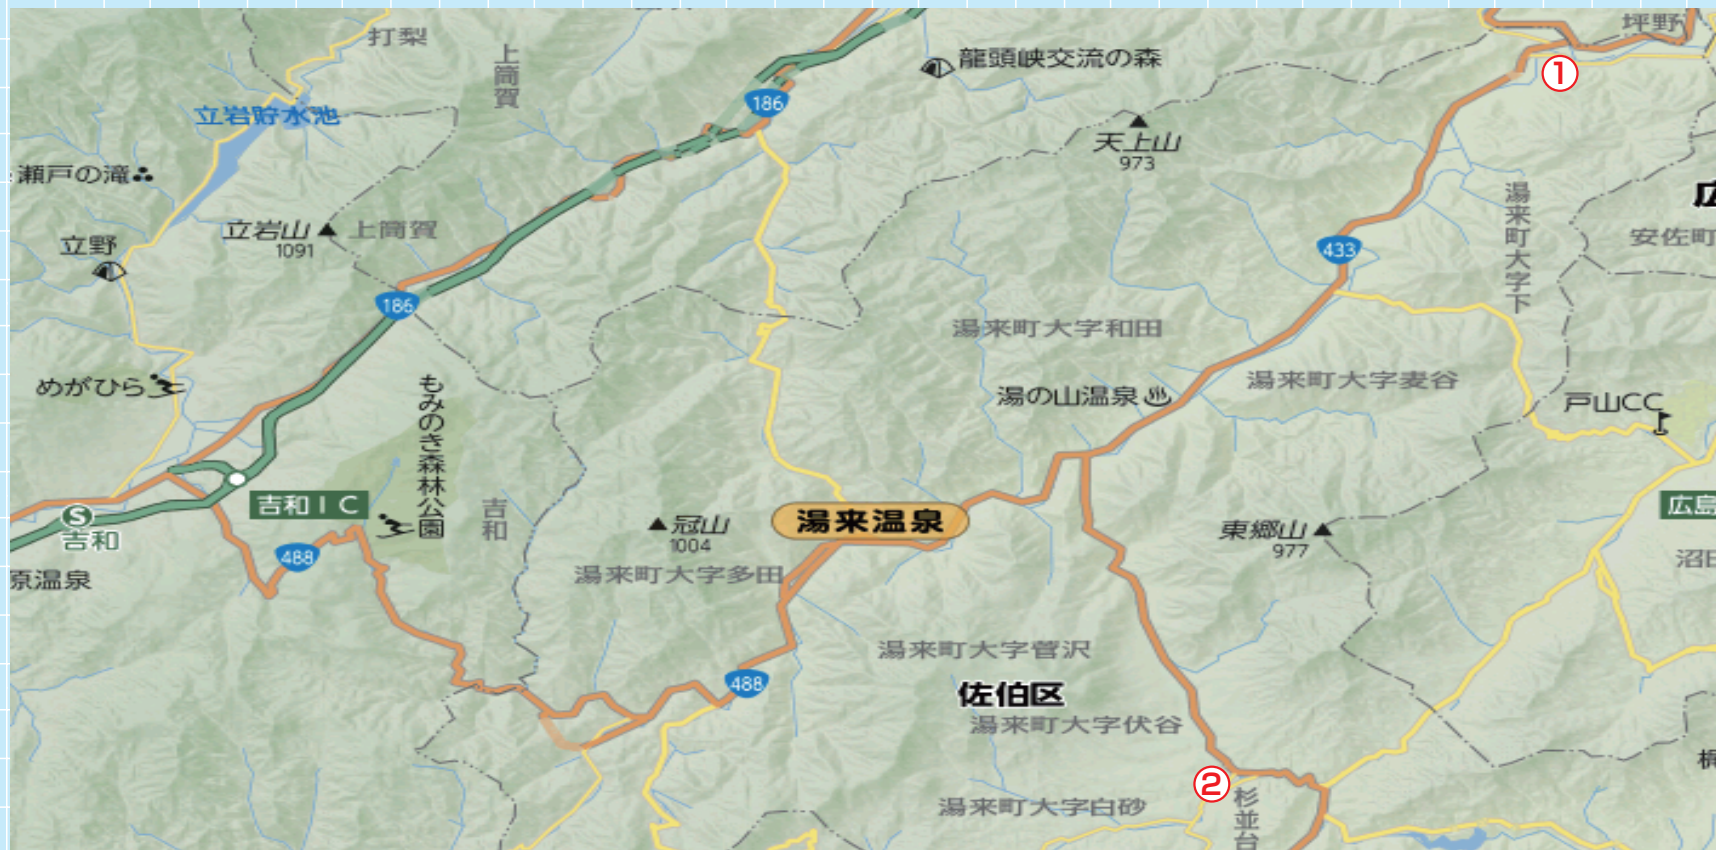 打梨
上筒賀
龍頭峡交流の森
坪野
①
186
立岩貯水池
天上山
973
瀬戸の滝
湯来町大字下
立岩山
1091
上筒賀
立野
433
安佐町
186
湯来町大字和田
めがひら
もみのき森林公園
湯の山温泉
湯来町大字麦谷
戸山CC
吉和IC
吉和
S
吉和
冠山
1004
湯来温泉
東郷山
977
広島
488
原温泉
湯来町大字多田
湯来町大字菅沢
488
佐伯区
湯来町大字伏谷
②
杉並台
湯来町大字白砂